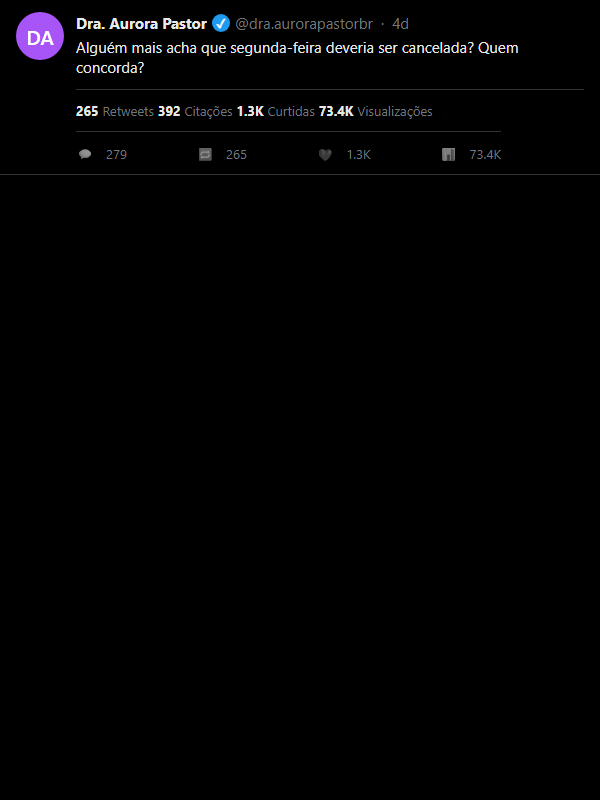 DA
Dra. Aurora Pastor @dra.aurorapastorbr · 4d
Alguém mais acha que segunda-feira deveria ser cancelada? Quem
concorda?
265 Retweets 392 Citações 1.3K Curtidas 73.4K Visualizações
279 265 1.3K 73.4K